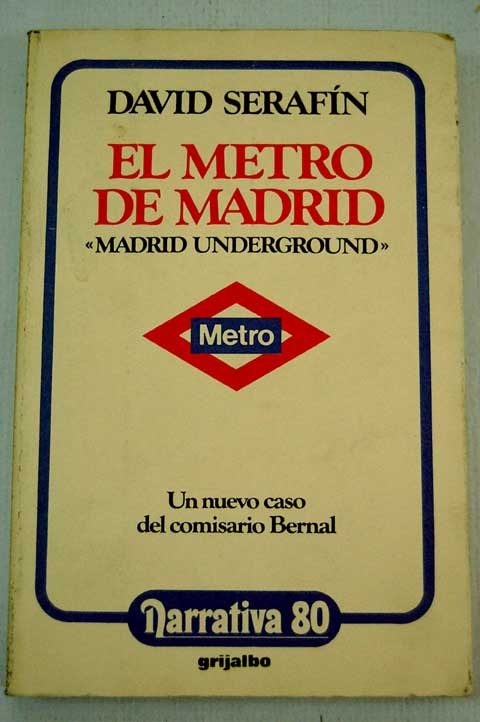 DAVID SERAFÍN
EL METRO
DE MADRID
«MADRID UNDERGROUND»
Metro
Un nuevo caso
del comisario Bernal
Narrativa 80
grijalbo